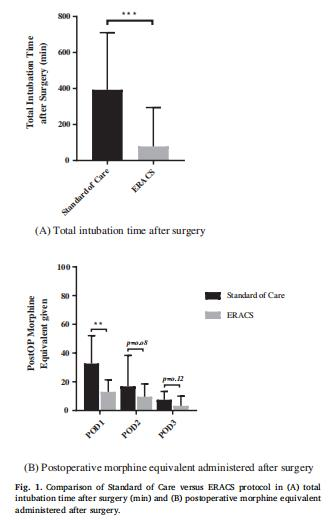 800
***
600
400
200
0
Total Intubation Time
after Surgery (min)
Standard of Care
ERACS
(A) Total intubation time after surgery
100
80
60
40
20
0
PostOP Morphine
Equivalent given
**
p=0.08
p=0.12
POD1
POD2
POD3
Standard of Care
ERACS
(B) Postoperative morphine equivalent administered after surgery
Fig. 1. Comparison of Standard of Care versus ERACS protocol in (A) total
intubation time after surgery (min) and (B) postoperative morphine equivalent
administered after surgery.